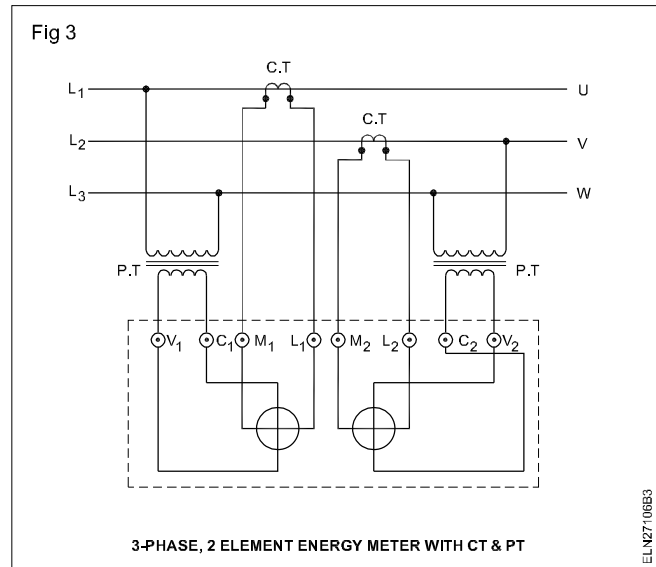 Fig 3
C.T
L1 U
C.T
L2 V
L3 W
P.T P.T
V1 C1 M1 L1 M2 L2 C2 V2
3-PHASE, 2 ELEMENT ENERGY METER WITH CT & PT
ELN27106B3